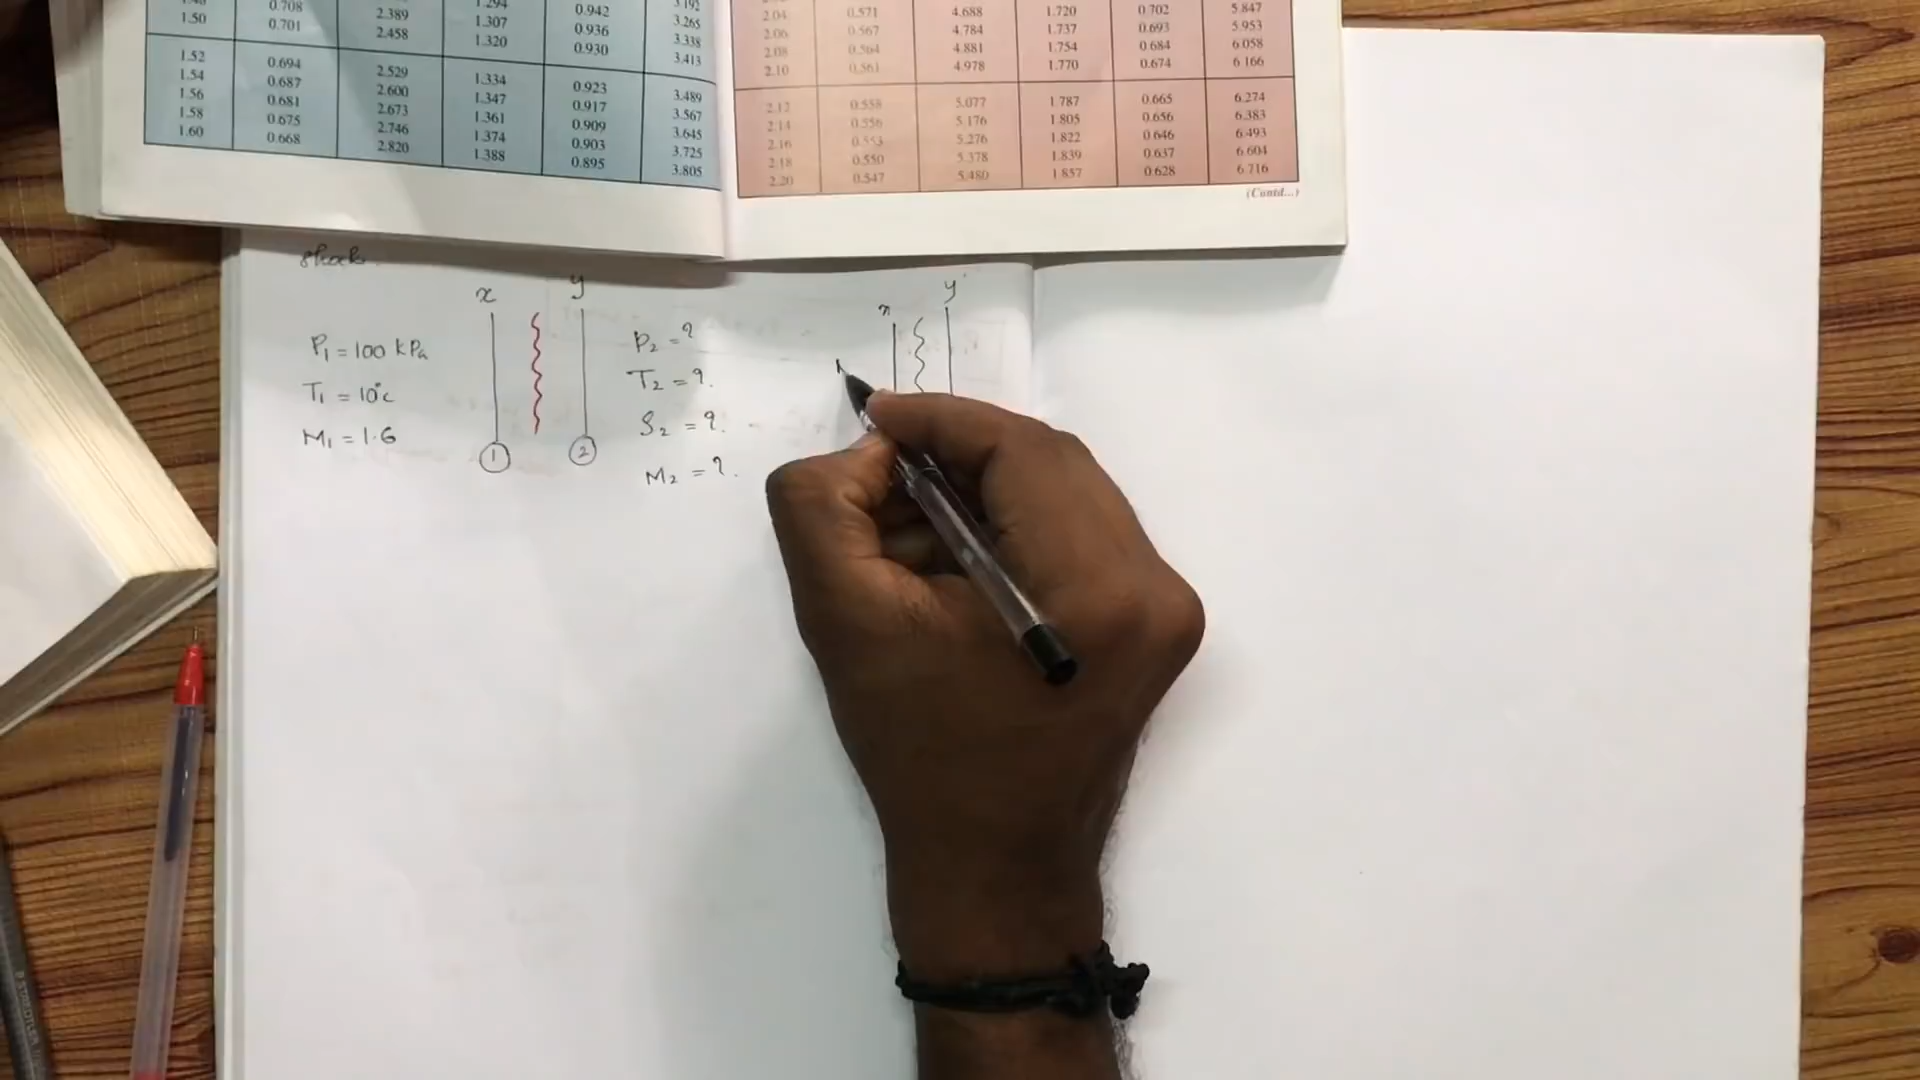 0.708 2.389 1.294 0.942 3.192
1.50 0.701 2.458 1.307 0.936 3.265
1.320 0.930 3.338
3.413
1.52 0.694 2.529 1.334 0.923 3.489
1.54 0.687 2.600 1.347 0.917 3.567
1.56 0.681 2.673 1.361 0.909 3.645
1.58 0.675 2.746 1.374 0.903 3.725
1.60 0.668 2.820 1.388 0.895 3.805
2.04 0.571 4.688 1.720 0.702 5.847
2.06 0.567 4.784 1.737 0.693 5.953
2.08 0.564 4.881 1.754 0.684 6.058
2.10 0.561 4.978 1.770 0.674 6.166
2.12 0.558 5.077 1.787 0.665 6.274
2.14 0.556 5.176 1.805 0.656 6.383
2.16 0.553 5.276 1.822 0.646 6.493
2.18 0.550 5.378 1.839 0.637 6.604
2.20 0.547 5.480 1.857 0.628 6.716
(Contd...)
shock.
x y
P1 = 100 kPa
T1 = 10°c
M1 = 1.6
1 2
P2 = ?
T2 = ?.
S2 = ?.
M2 = ?.
x y